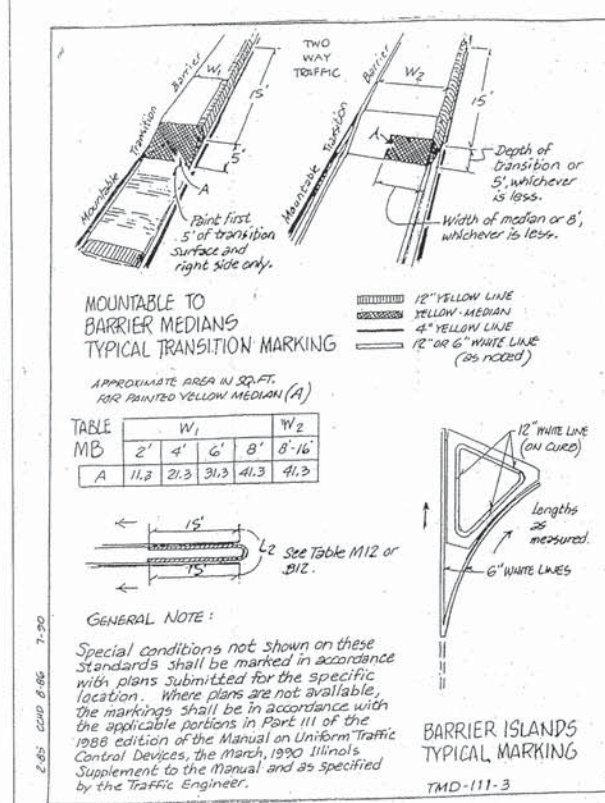 TWO
WAY
TRAFFIC
Barrier
W1
15'
5'
Transition
Mountable
A
Paint first
5' of transition
surface and
right side only.
Barrier
W2
15'
Transition
Mountable
A
Depth of
transition or
5', whichever
is less.
Width of median or 8',
whichever is less.
MOUNTABLE TO
BARRIER MEDIANS
TYPICAL TRANSITION MARKING
12" YELLOW LINE
YELLOW-MEDIAN
4" YELLOW LINE
12" OR 6" WHITE LINE
(as noted)
APPROXIMATE AREA IN SQ. FT.
FOR PAINTED YELLOW MEDIAN (A)
TABLE W1 W2
MB 2' 4' 6' 8' 8'-16'
A 11.3 21.3 31.3 41.3 41.3
15'
15'
L2
See Table M12 or
B12.
12" WHITE LINE
(ON CURB)
Lengths
as
measured.
6" WHITE LINES
GENERAL NOTE:
Special conditions not shown on these
standards shall be marked in accordance
with plans submitted for the specific
location. Where plans are not available,
the markings shall be in accordance with
the applicable portions in Part III of the
1988 edition of the Manual on Uniform Traffic
Control Devices, the March, 1990 Illinois
Supplement to the Manual and as specified
by the Traffic Engineer.
BARRIER ISLANDS
TYPICAL MARKING
TMD-111-3
2-85 CCHD 8-86 7-90